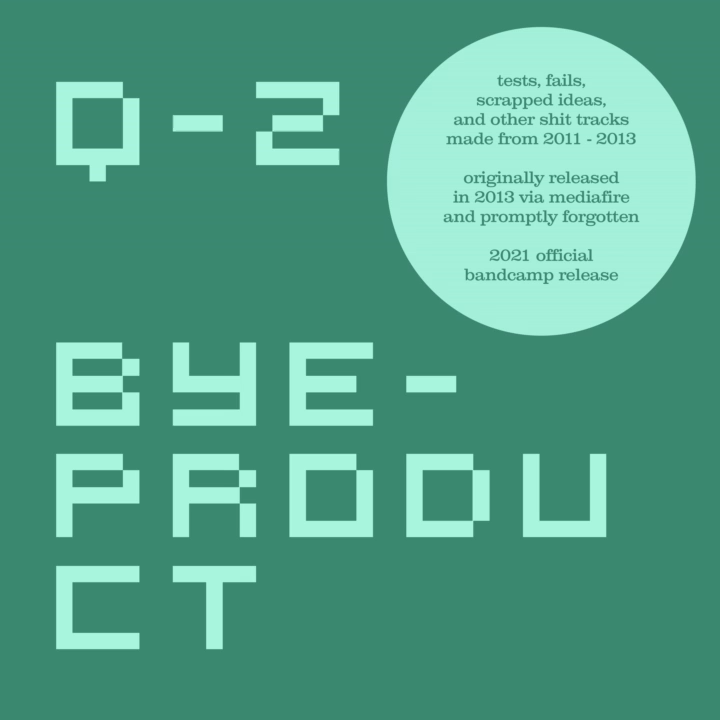 Q-Z
tests, fails,
scrapped ideas,
and other shit tracks
made from 2011 - 2013
originally released
in 2013 via mediafire
and promptly forgotten
2021 official
bandcamp release
BYE-
PRODU
CT